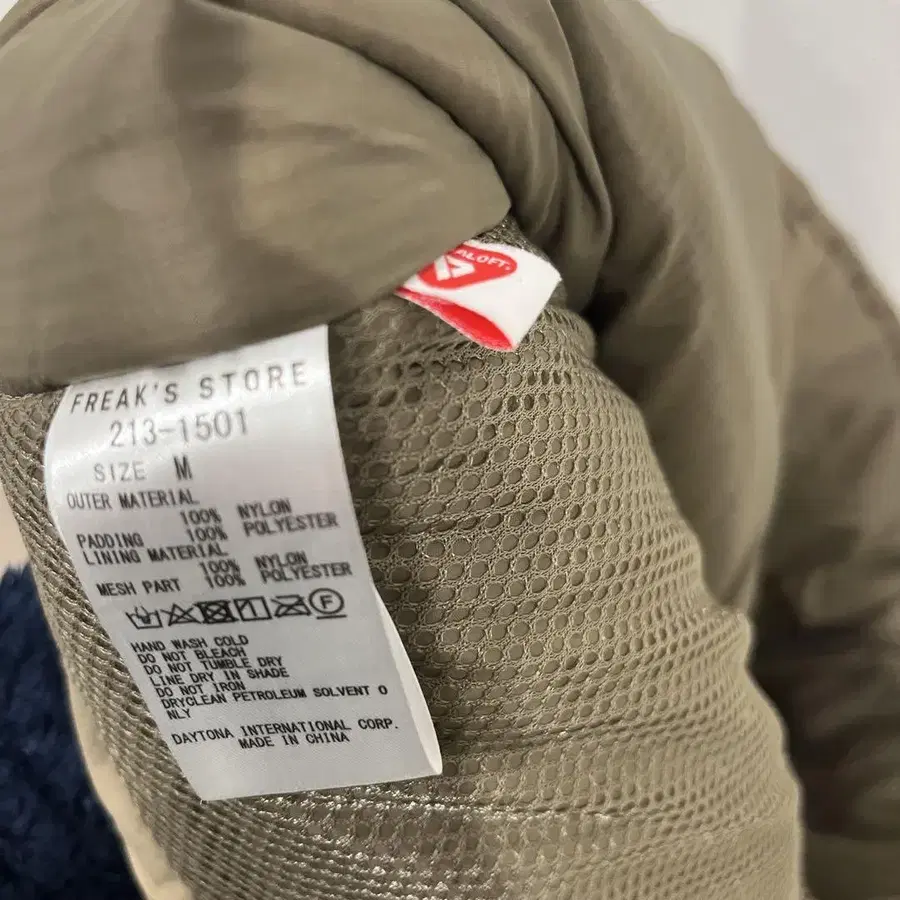 ALOFT.
FREAK'S STORE
213-1501
SIZE M
OUTER MATERIAL
100% NYLON
PADDING 100% POLYESTER
LINING MATERIAL
100% NYLON
MESH PART 100% POLYESTER
F
HAND WASH COLD
DO NOT BLEACH
DO NOT TUMBLE DRY
LINE DRY IN SHADE
DO NOT IRON
DRYCLEAN PETROLEUM SOLVENT O
NLY
DAYTONA INTERNATIONAL CORP.
MADE IN CHINA